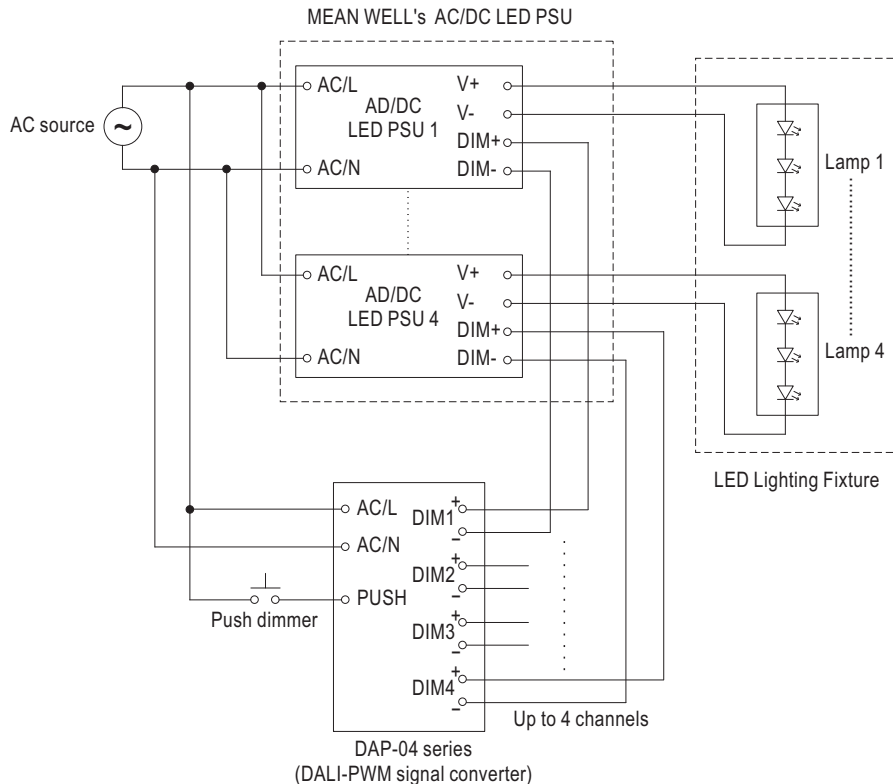 MEAN WELL's AC/DC LED PSU
AC source
~
AC/L
AD/DC
LED PSU 1
AC/N
V+
V-
DIM+
DIM-
AC/L
AD/DC
LED PSU 4
AC/N
V+
V-
DIM+
DIM-
Lamp 1
Lamp 4
LED Lighting Fixture
AC/L
AC/N
PUSH
Push dimmer
DIM1 + -
DIM2 + -
DIM3 + -
DIM4 + -
Up to 4 channels
DAP-04 series
(DALI-PWM signal converter)